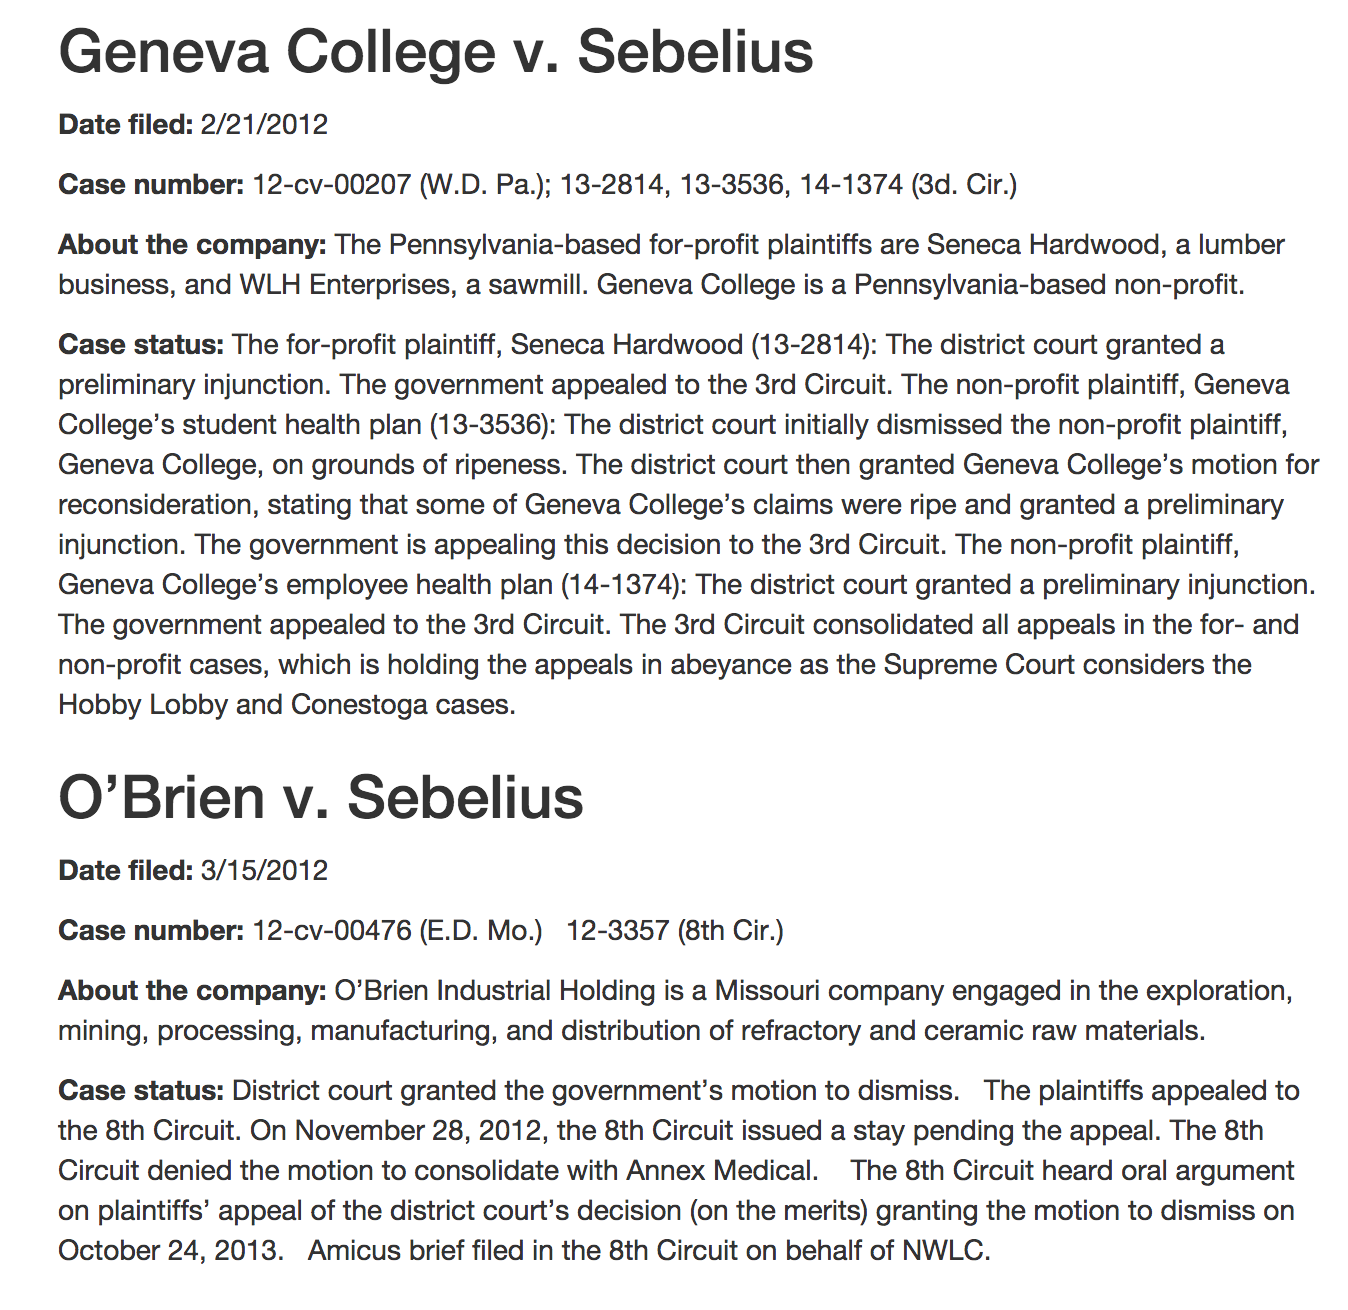 Geneva College v. Sebelius
Date filed: 2/21/2012
Case number: 12-cv-00207 (W.D. Pa.); 13-2814, 13-3536, 14-1374 (3d. Cir.)
About the company: The Pennsylvania-based for-profit plaintiffs are Seneca Hardwood, a lumber
business, and WLH Enterprises, a sawmill. Geneva College is a Pennsylvania-based non-profit.
Case status: The for-profit plaintiff, Seneca Hardwood (13-2814): The district court granted a
preliminary injunction. The government appealed to the 3rd Circuit. The non-profit plaintiff, Geneva
College’s student health plan (13-3536): The district court initially dismissed the non-profit plaintiff,
Geneva College, on grounds of ripeness. The district court then granted Geneva College’s motion for
reconsideration, stating that some of Geneva College’s claims were ripe and granted a preliminary
injunction. The government is appealing this decision to the 3rd Circuit. The non-profit plaintiff,
Geneva College’s employee health plan (14-1374): The district court granted a preliminary injunction.
The government appealed to the 3rd Circuit. The 3rd Circuit consolidated all appeals in the for- and
non-profit cases, which is holding the appeals in abeyance as the Supreme Court considers the
Hobby Lobby and Conestoga cases.
O’Brien v. Sebelius
Date filed: 3/15/2012
Case number: 12-cv-00476 (E.D. Mo.)   12-3357 (8th Cir.)
About the company: O’Brien Industrial Holding is a Missouri company engaged in the exploration,
mining, processing, manufacturing, and distribution of refractory and ceramic raw materials.
Case status: District court granted the government’s motion to dismiss.   The plaintiffs appealed to
the 8th Circuit. On November 28, 2012, the 8th Circuit issued a stay pending the appeal. The 8th
Circuit denied the motion to consolidate with Annex Medical.    The 8th Circuit heard oral argument
on plaintiffs’ appeal of the district court’s decision (on the merits) granting the motion to dismiss on
October 24, 2013.   Amicus brief filed in the 8th Circuit on behalf of NWLC.